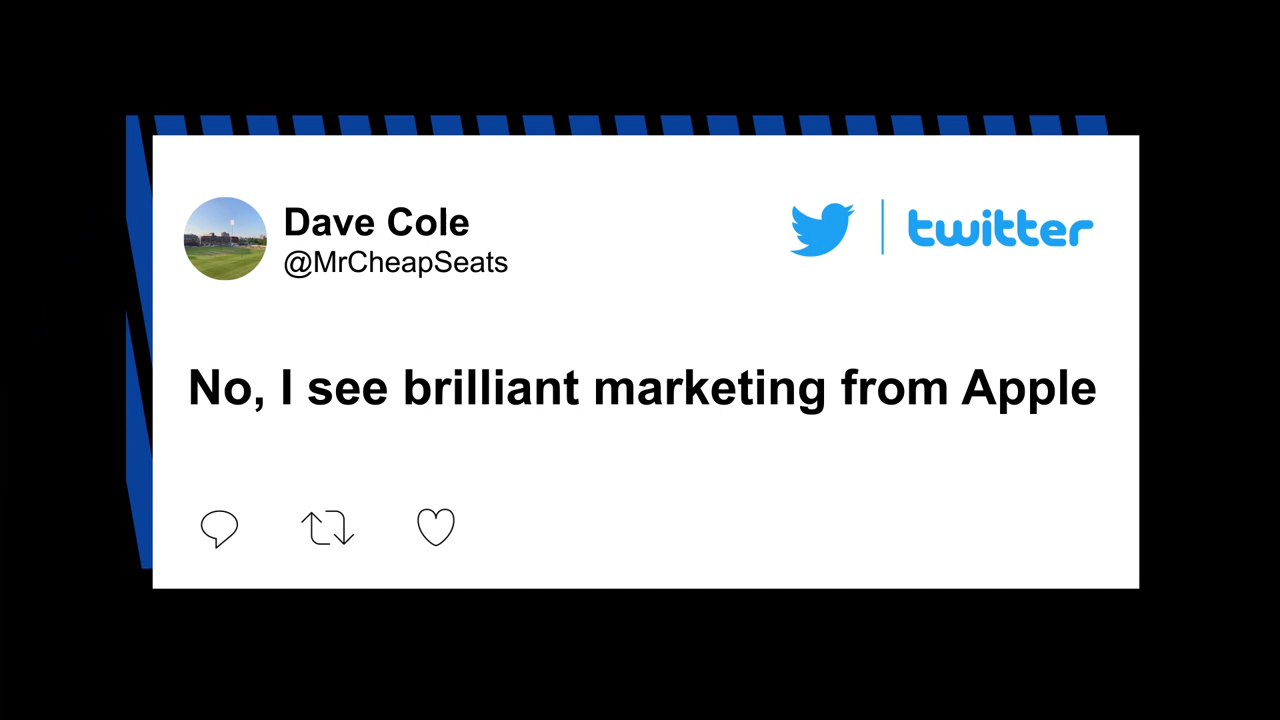 Dave Cole
@MrCheapSeats
twitter
No, I see brilliant marketing from Apple